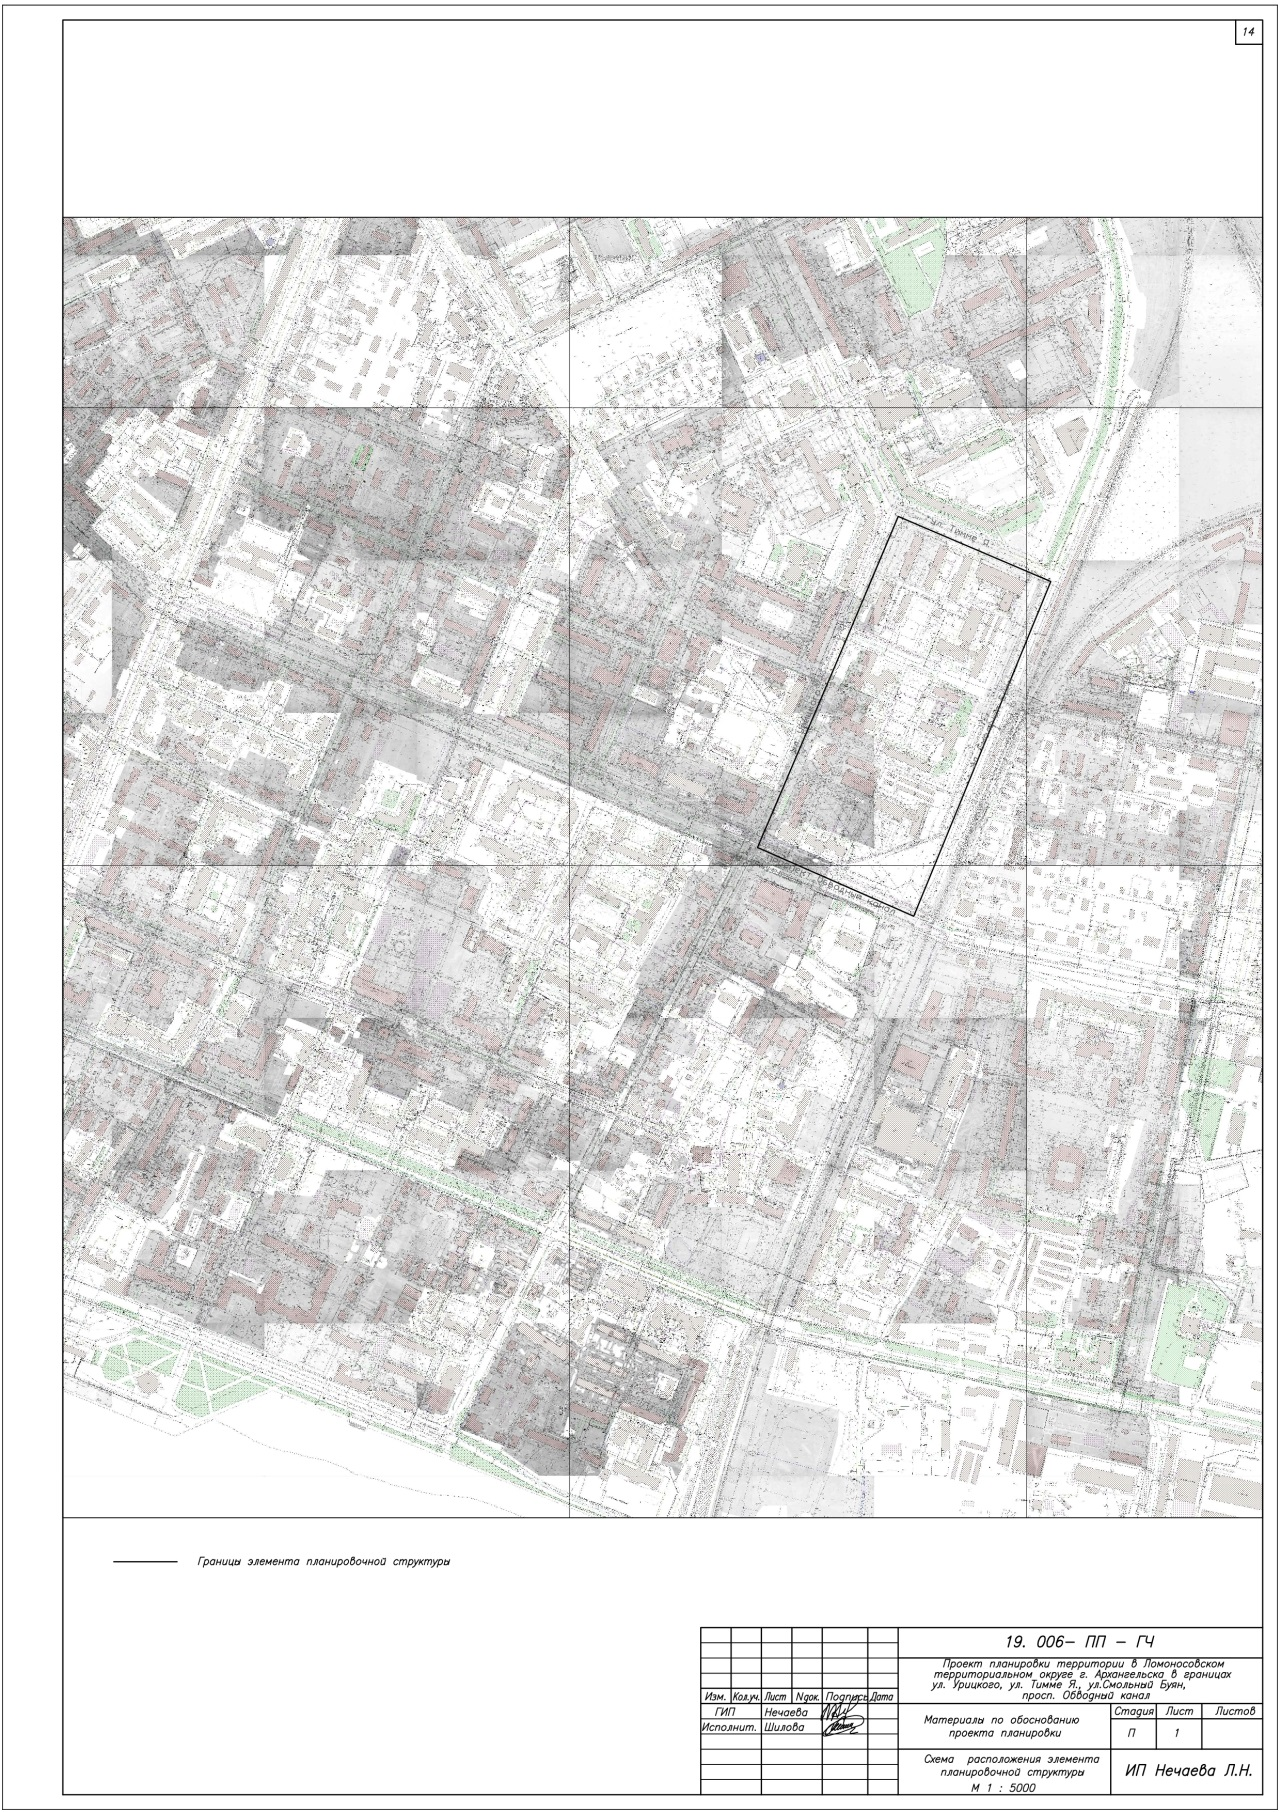 14
ул. Тимме Я.
проспект Обводный канал
Границы элемента планировочной структуры
19. 006- ПП - ГЧ
Проект планировки территории в Ломоносовском
территориальном округе г. Архангельска в границах
ул. Урицкого, ул. Тимме Я., ул.Смольный Буян,
просп. Обводный канал
Изм. Кол.уч. Лист Nдок. Подпись Дата
ГИП Нечаева
Исполнит. Шилова
Материалы по обоснованию
проекта планировки
Стадия Лист Листов
П 1
Схема расположения элемента
планировочной структуры
М 1 : 5000
ИП Нечаева Л.Н.